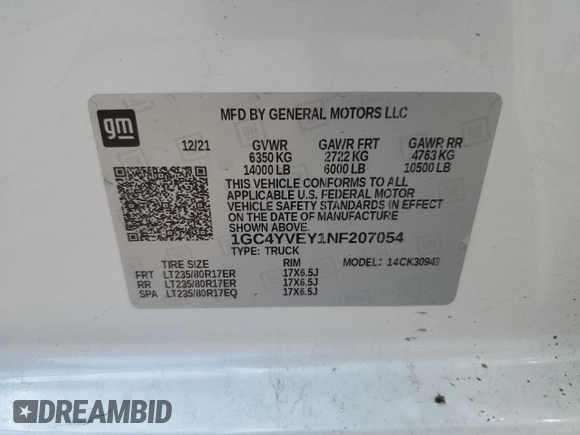 gm
MFD BY GENERAL MOTORS LLC
12/21 GVWR GAWR FRT GAWR RR
6350 KG 2722 KG 4763 KG
14000 LB 6000 LB 10500 LB
THIS VEHICLE CONFORMS TO ALL
APPLICABLE U.S. FEDERAL MOTOR
VEHICLE SAFETY STANDARDS IN EFFECT
ON THE DATE OF MANUFACTURE
SHOWN ABOVE.
1GC4YVEY1NF207054
TYPE: TRUCK
TIRE SIZE RIM MODEL: 14CK30943
FRT LT235/80R17ER 17X6.5J
RR LT235/80R17ER 17X6.5J
SPA LT235/80R17EQ 17X6.5J
DREAMBID